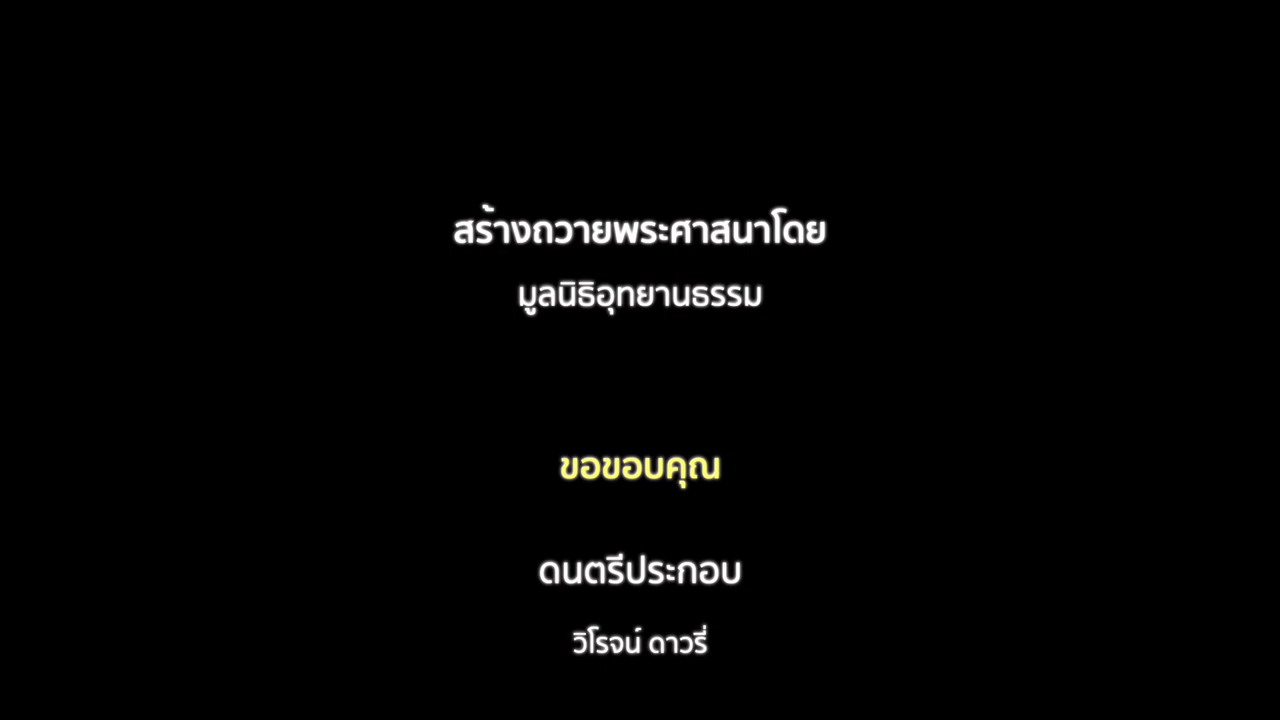 สร้างถวายพระศาสนาโดย
มูลนิธิอุทยานธรรม
ขอขอบคุณ
ดนตรีประกอบ
วิโรจน์ ดาวรี่